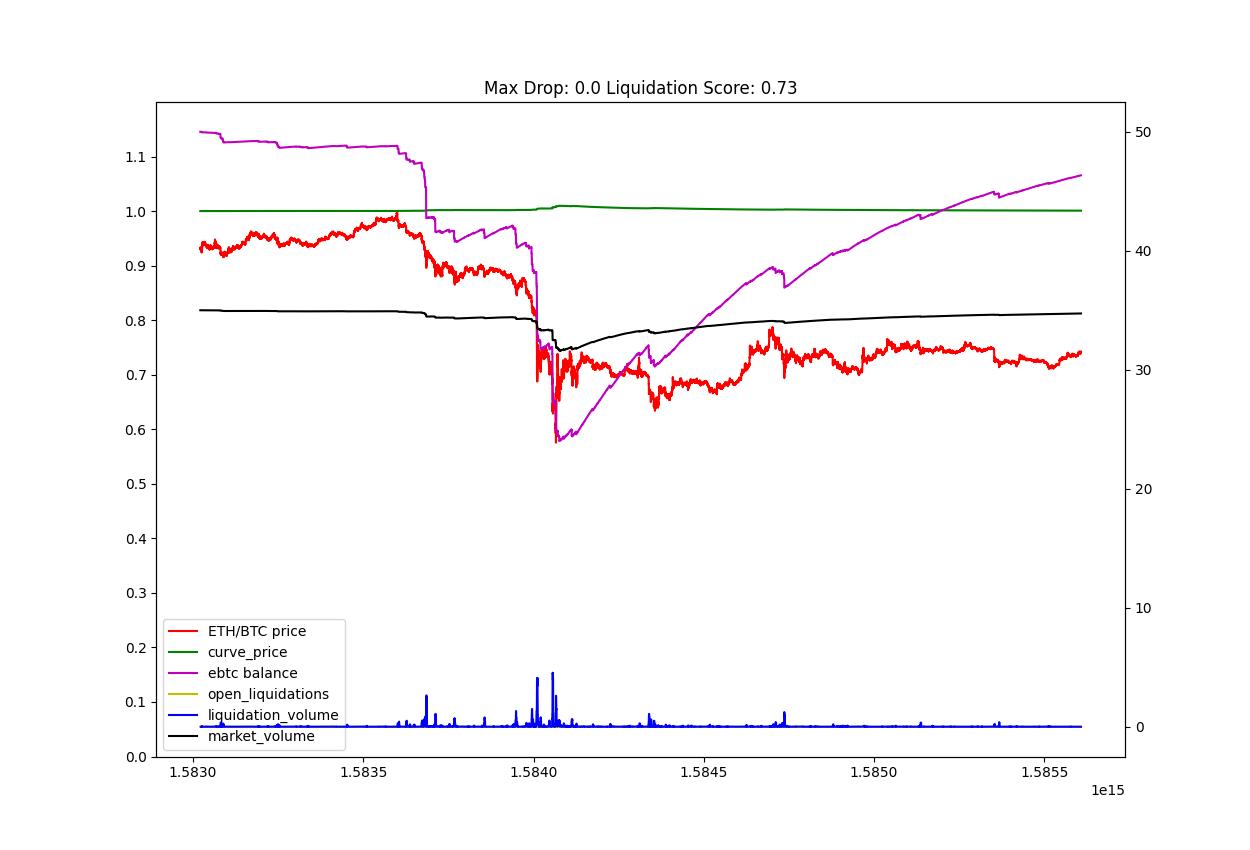 Max Drop: 0.0 Liquidation Score: 0.73
1.1
1.0
0.9
0.8
0.7
0.6
0.5
0.4
0.3
0.2
0.1
0.0
50
40
30
20
10
0
ETH/BTC price
curve_price
ebtc balance
open_liquidations
liquidation_volume
market_volume
1.5830 1.5835 1.5840 1.5845 1.5850 1.5855
1e15